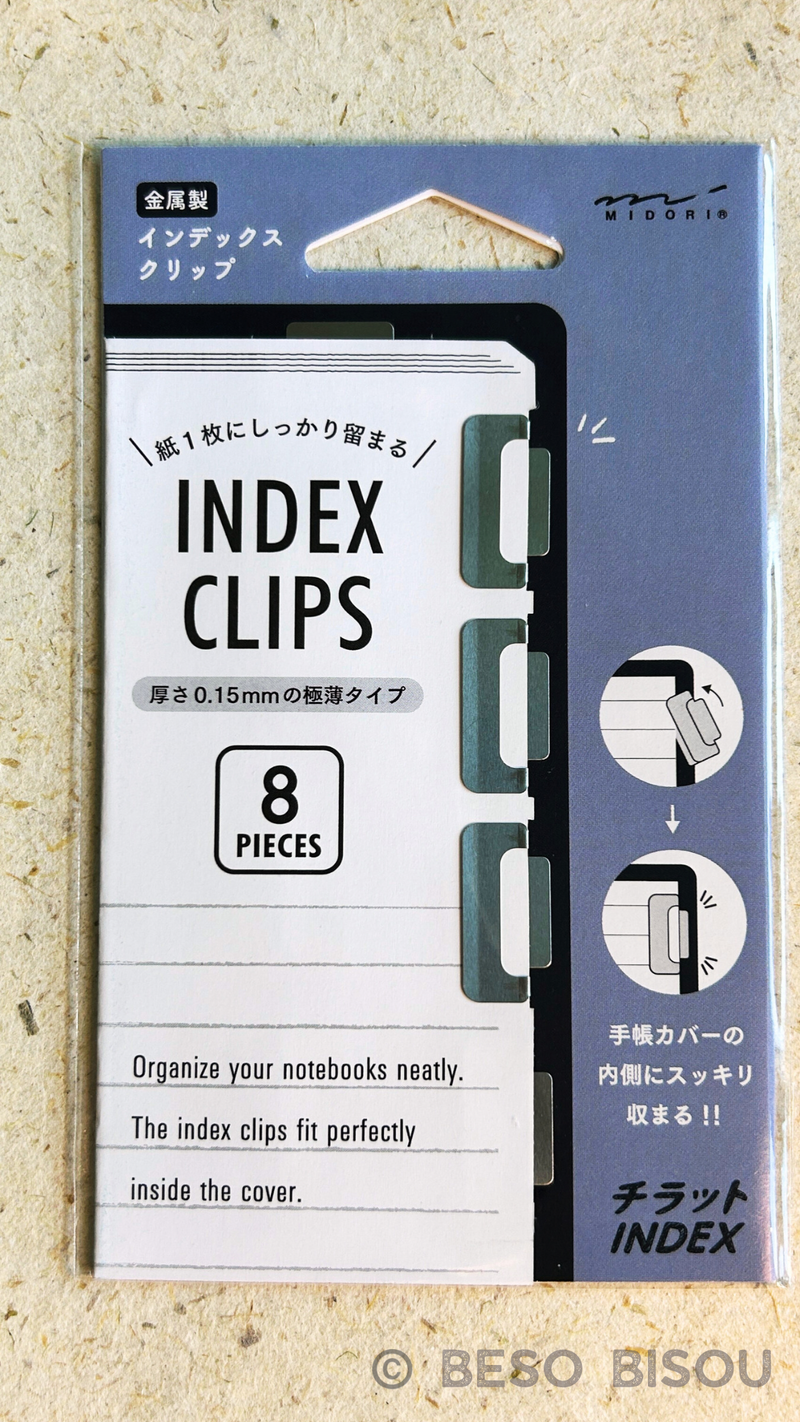 金属製
インデックス
クリップ
MIDORI®
紙1枚にしっかり留まる
INDEX
CLIPS
厚さ0.15mmの極薄タイプ
8
PIECES
Organize your notebooks neatly.
The index clips fit perfectly
inside the cover.
手帳カバーの
内側にスッキリ
収まる!!
チラット
INDEX
© BESO BISOU